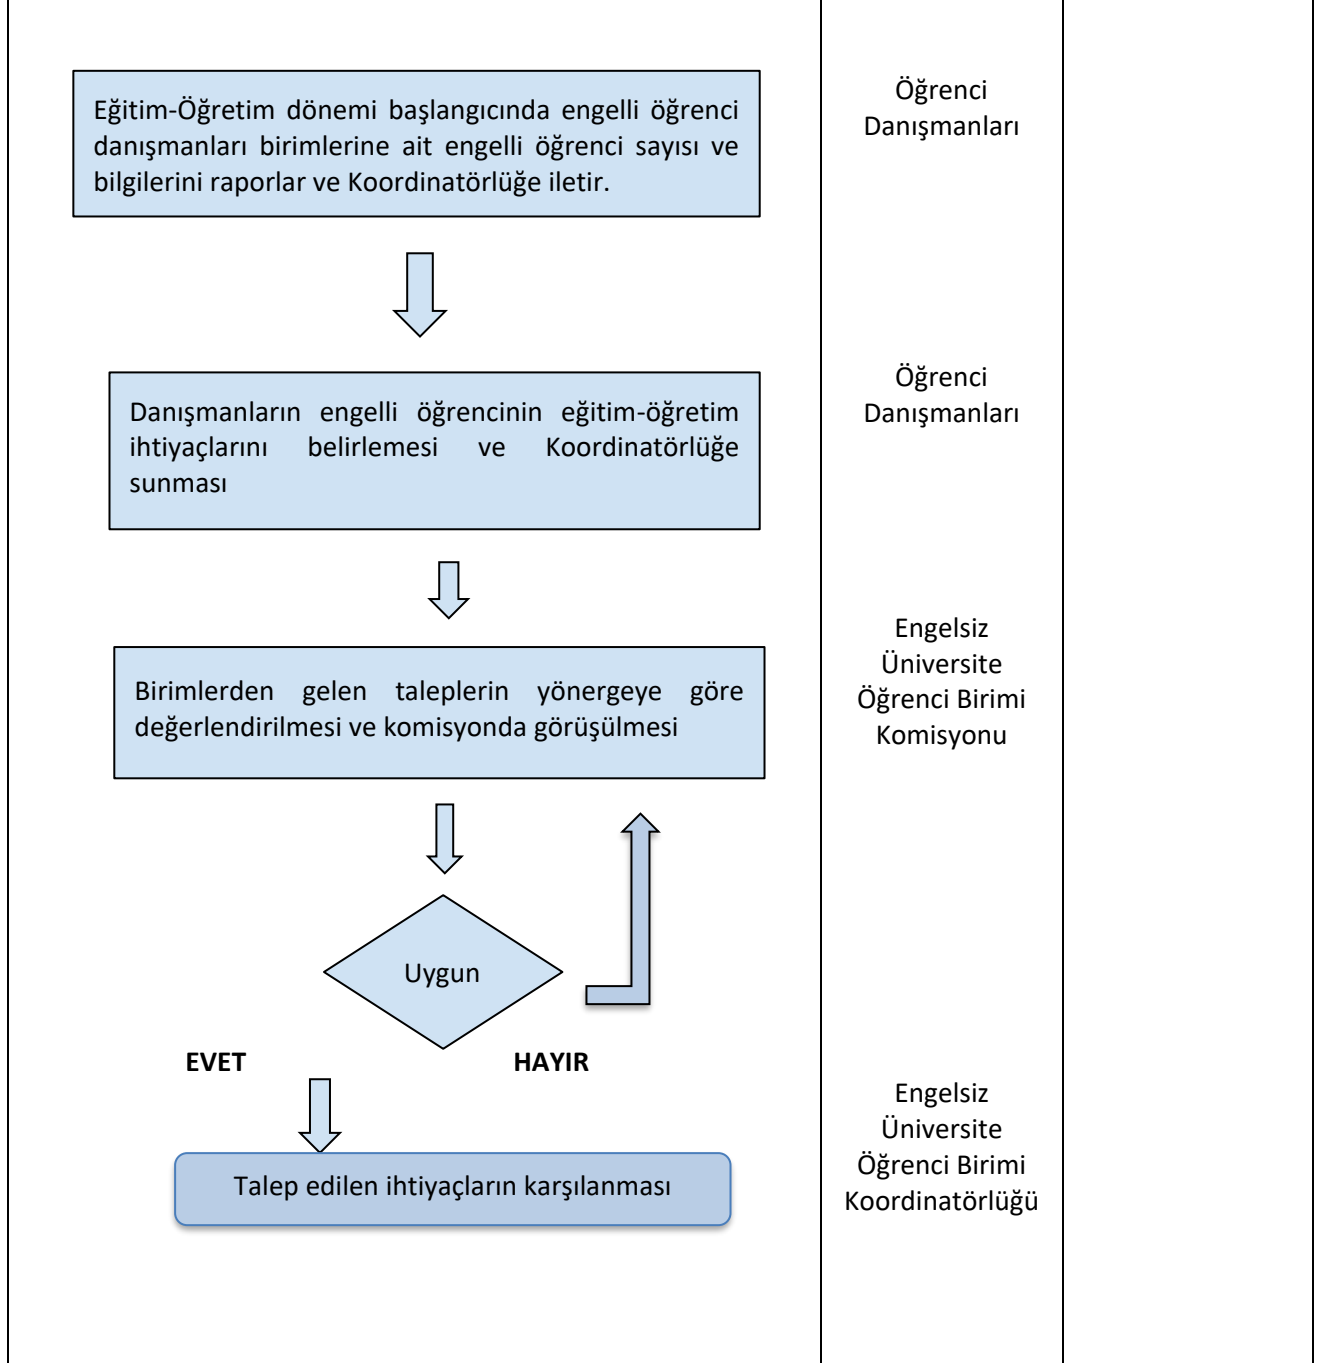 Eğitim-Öğretim dönemi başlangıcında engelli öğrenci
danışmanları birimlerine ait engelli öğrenci sayısı ve
bilgilerini raporlar ve Koordinatörlüğe iletir.
Öğrenci
Danışmanları
Danışmanların engelli öğrencinin eğitim-öğretim
ihtiyaçlarını belirlemesi ve Koordinatörlüğe
sunması
Öğrenci
Danışmanları
Birimlerden gelen taleplerin yönergeye göre
değerlendirilmesi ve komisyonda görüşülmesi
Engelsiz
Üniversite
Öğrenci Birimi
Komisyonu
Uygun
EVET
HAYIR
Talep edilen ihtiyaçların karşılanması
Engelsiz
Üniversite
Öğrenci Birimi
Koordinatörlüğü